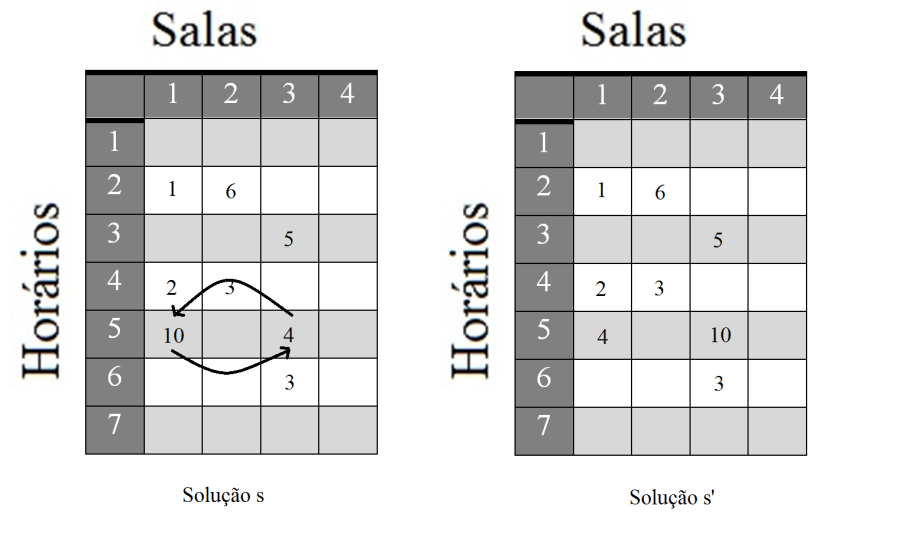 Salas
Horários
1 2 3 4
1
2 1 6
3 5
4 2 3
5 10 4
6 3
7
Solução s
Salas
Horários
1 2 3 4
1
2 1 6
3 5
4 2 3
5 4 10
6 3
7
Solução s'